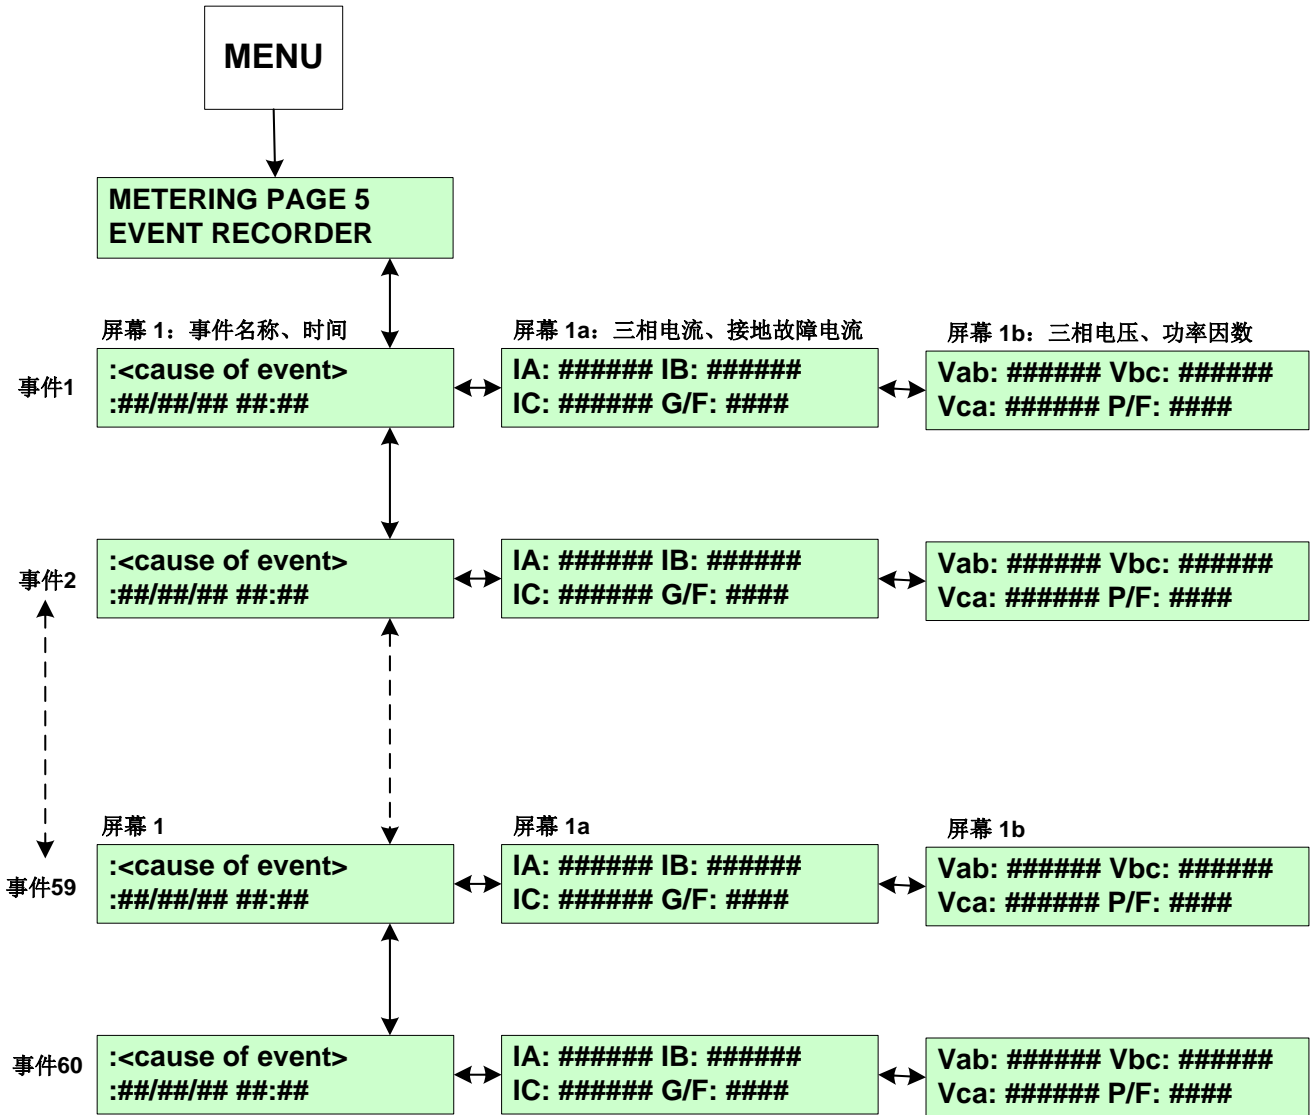 MENU
METERING PAGE 5
EVENT RECORDER
屏幕 1：事件名称、时间
屏幕 1a：三相电流、接地故障电流
屏幕 1b：三相电压、功率因数
事件1
:<cause of event>
:##/##/## ##:##
IA: ###### IB: ######
IC: ###### G/F: ####
Vab: ###### Vbc: ######
Vca: ###### P/F: ####
事件2
:<cause of event>
:##/##/## ##:##
IA: ###### IB: ######
IC: ###### G/F: ####
Vab: ###### Vbc: ######
Vca: ###### P/F: ####
屏幕 1
屏幕 1a
屏幕 1b
事件59
:<cause of event>
:##/##/## ##:##
IA: ###### IB: ######
IC: ###### G/F: ####
Vab: ###### Vbc: ######
Vca: ###### P/F: ####
事件60
:<cause of event>
:##/##/## ##:##
IA: ###### IB: ######
IC: ###### G/F: ####
Vab: ###### Vbc: ######
Vca: ###### P/F: ####